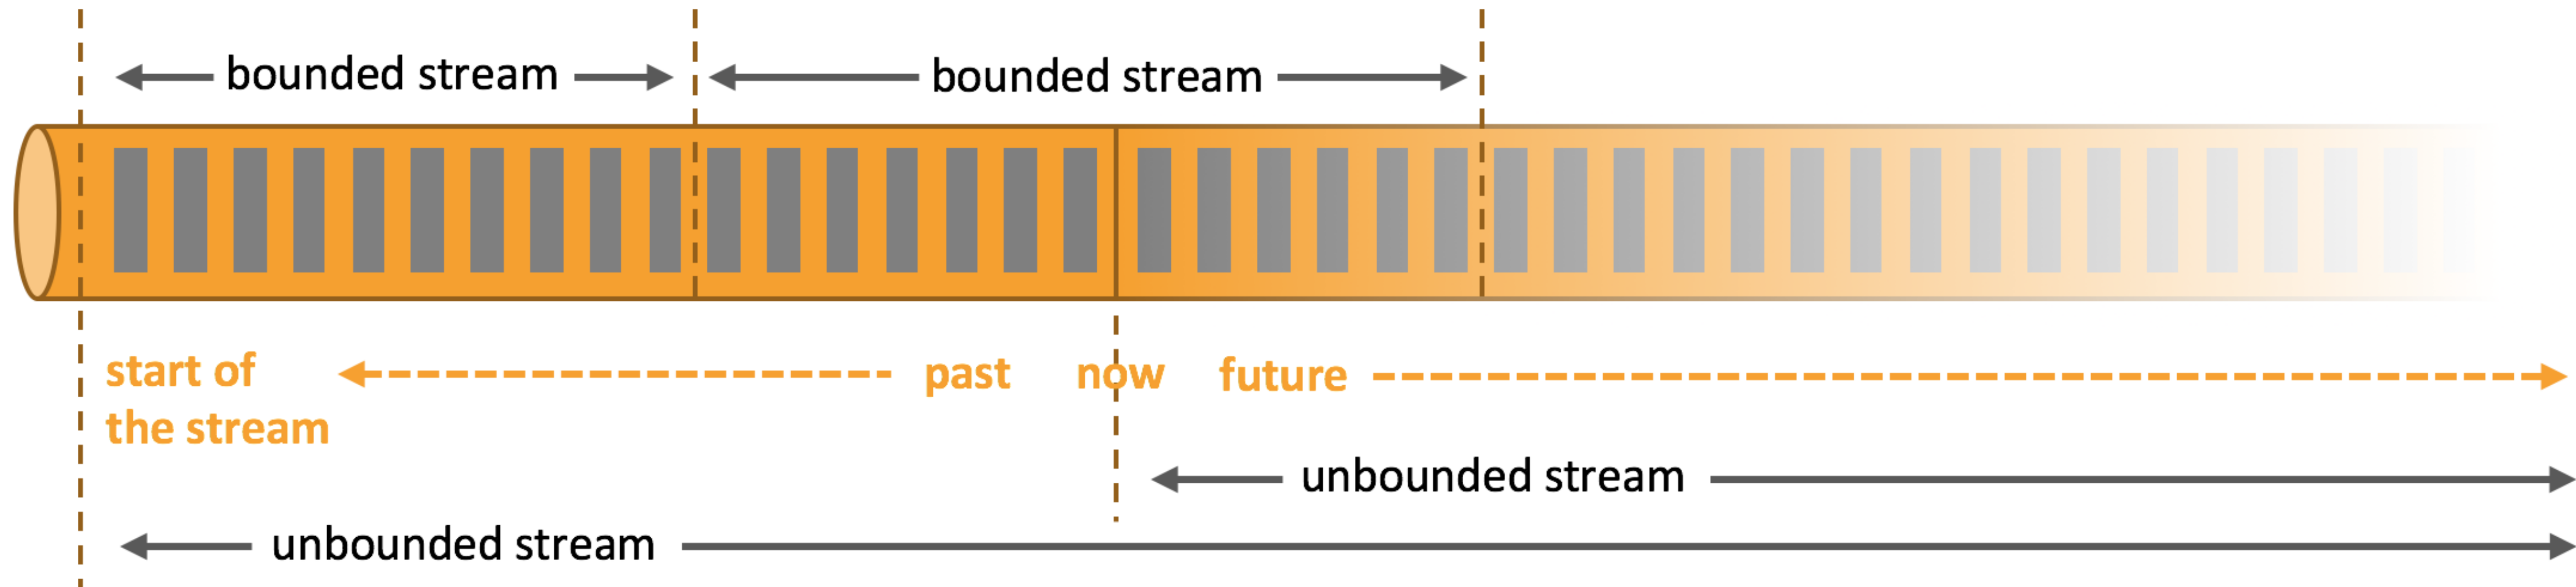 bounded stream
bounded stream
start of
the stream
past
now
future
unbounded stream
unbounded stream